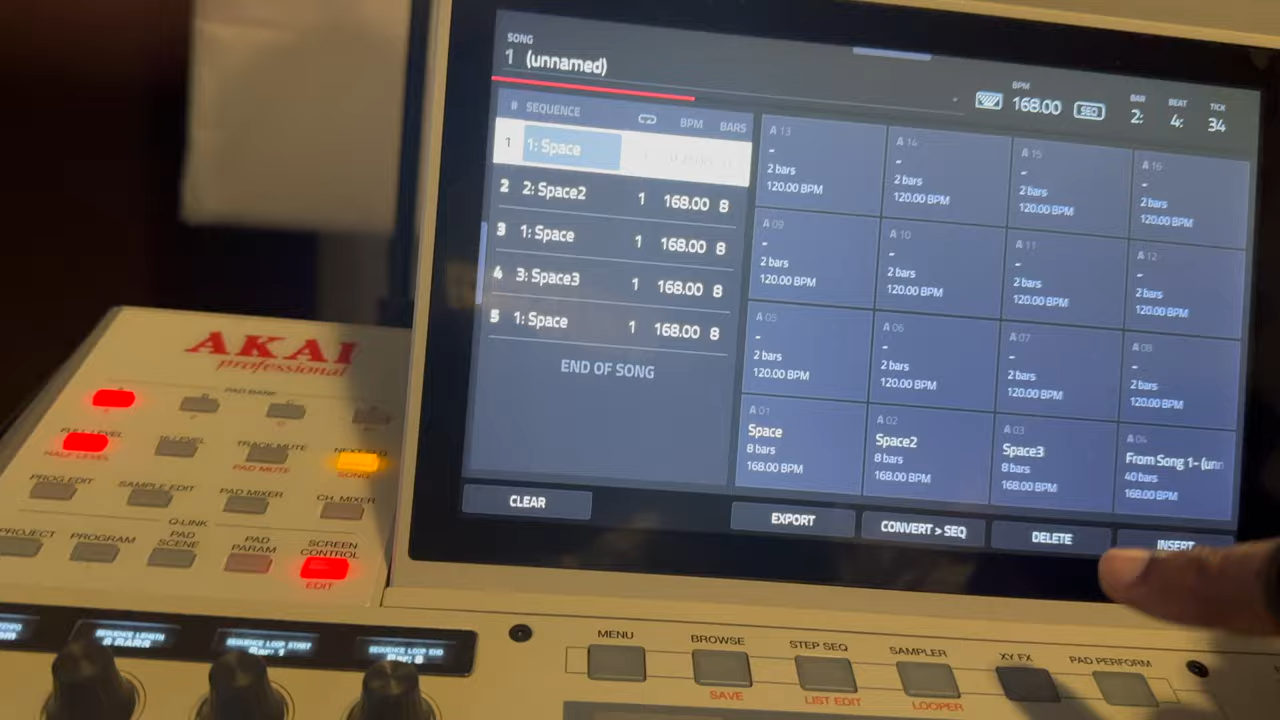 SONG
1 (unnamed)
BPM
168.00 SEQ
BAR BEAT TICK
2: 4: 34
# SEQUENCE BPM BARS
1 1: Space
2 2: Space2 1 168.00 8
3 1: Space 1 168.00 8
4 3: Space3 1 168.00 8
5 1: Space 1 168.00 8
END OF SONG
A 13
-
2 bars
120.00 BPM
A 14
-
2 bars
120.00 BPM
A 15
-
2 bars
120.00 BPM
A 16
-
2 bars
120.00 BPM
A 09
-
2 bars
120.00 BPM
A 10
-
2 bars
120.00 BPM
A 11
-
2 bars
120.00 BPM
A 12
-
2 bars
120.00 BPM
A 05
-
2 bars
120.00 BPM
A 06
-
2 bars
120.00 BPM
A 07
-
2 bars
120.00 BPM
A 08
-
2 bars
120.00 BPM
A 01
Space
8 bars
168.00 BPM
A 02
Space2
8 bars
168.00 BPM
A 03
Space3
8 bars
168.00 BPM
A 04
From Song 1- (unn
40 bars
168.00 BPM
CLEAR
EXPORT
CONVERT > SEQ
DELETE
INSERT
AKAI
professional
PAD BANK
FULL LEVEL
HALF LEVEL
16 LEVEL
TRACK MUTE
PAD MUTE
NEXT SEQ
SONG
PROG EDIT
SAMPLE EDIT
PAD MIXER
CH. MIXER
Q-LINK
PROJECT
PROGRAM
PAD SCENE
PAD PARAM
SCREEN CONTROL
EDIT
SEQUENCE LENGTH
8 BARS
SEQUENCE LOOP START
Bar: 1
SEQUENCE LOOP END
Bar: 8
MENU
BROWSE
SAVE
STEP SEQ
LIST EDIT
SAMPLER
LOOPER
XY FX
PAD PERFORM